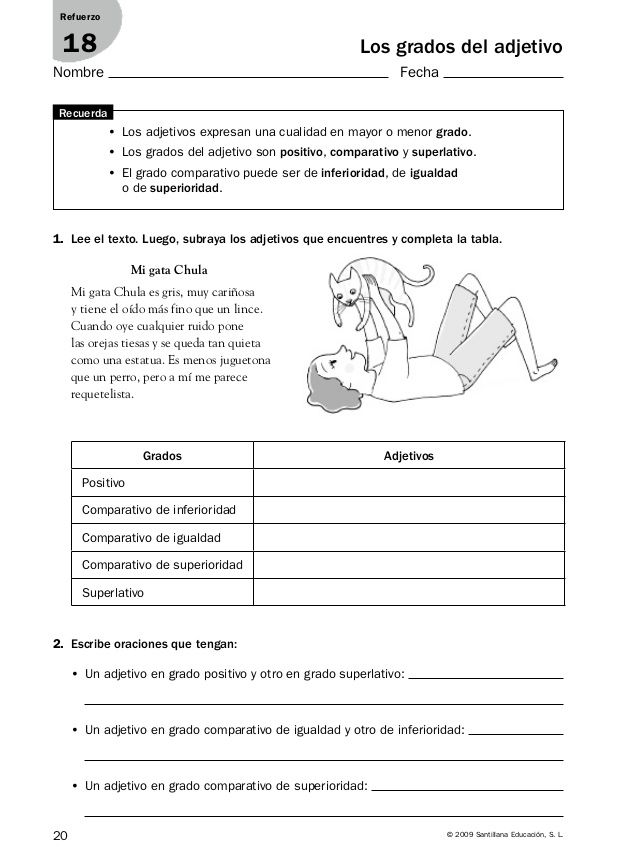 Refuerzo
18
Los grados del adjetivo
Nombre Fecha
Recuerda
• Los adjetivos expresan una cualidad en mayor o menor grado.
• Los grados del adjetivo son positivo, comparativo y superlativo.
• El grado comparativo puede ser de inferioridad, de igualdad
o de superioridad.
1. Lee el texto. Luego, subraya los adjetivos que encuentres y completa la tabla.
Mi gata Chula
Mi gata Chula es gris, muy cariñosa
y tiene el oído más fino que un lince.
Cuando oye cualquier ruido pone
las orejas tiesas y se queda tan quieta
como una estatua. Es menos juguetona
que un perro, pero a mí me parece
requetelista.
Grados Adjetivos
Positivo
Comparativo de inferioridad
Comparativo de igualdad
Comparativo de superioridad
Superlativo
2. Escribe oraciones que tengan:
• Un adjetivo en grado positivo y otro en grado superlativo:
• Un adjetivo en grado comparativo de igualdad y otro de inferioridad:
• Un adjetivo en grado comparativo de superioridad:
20 © 2009 Santillana Educación, S. L.